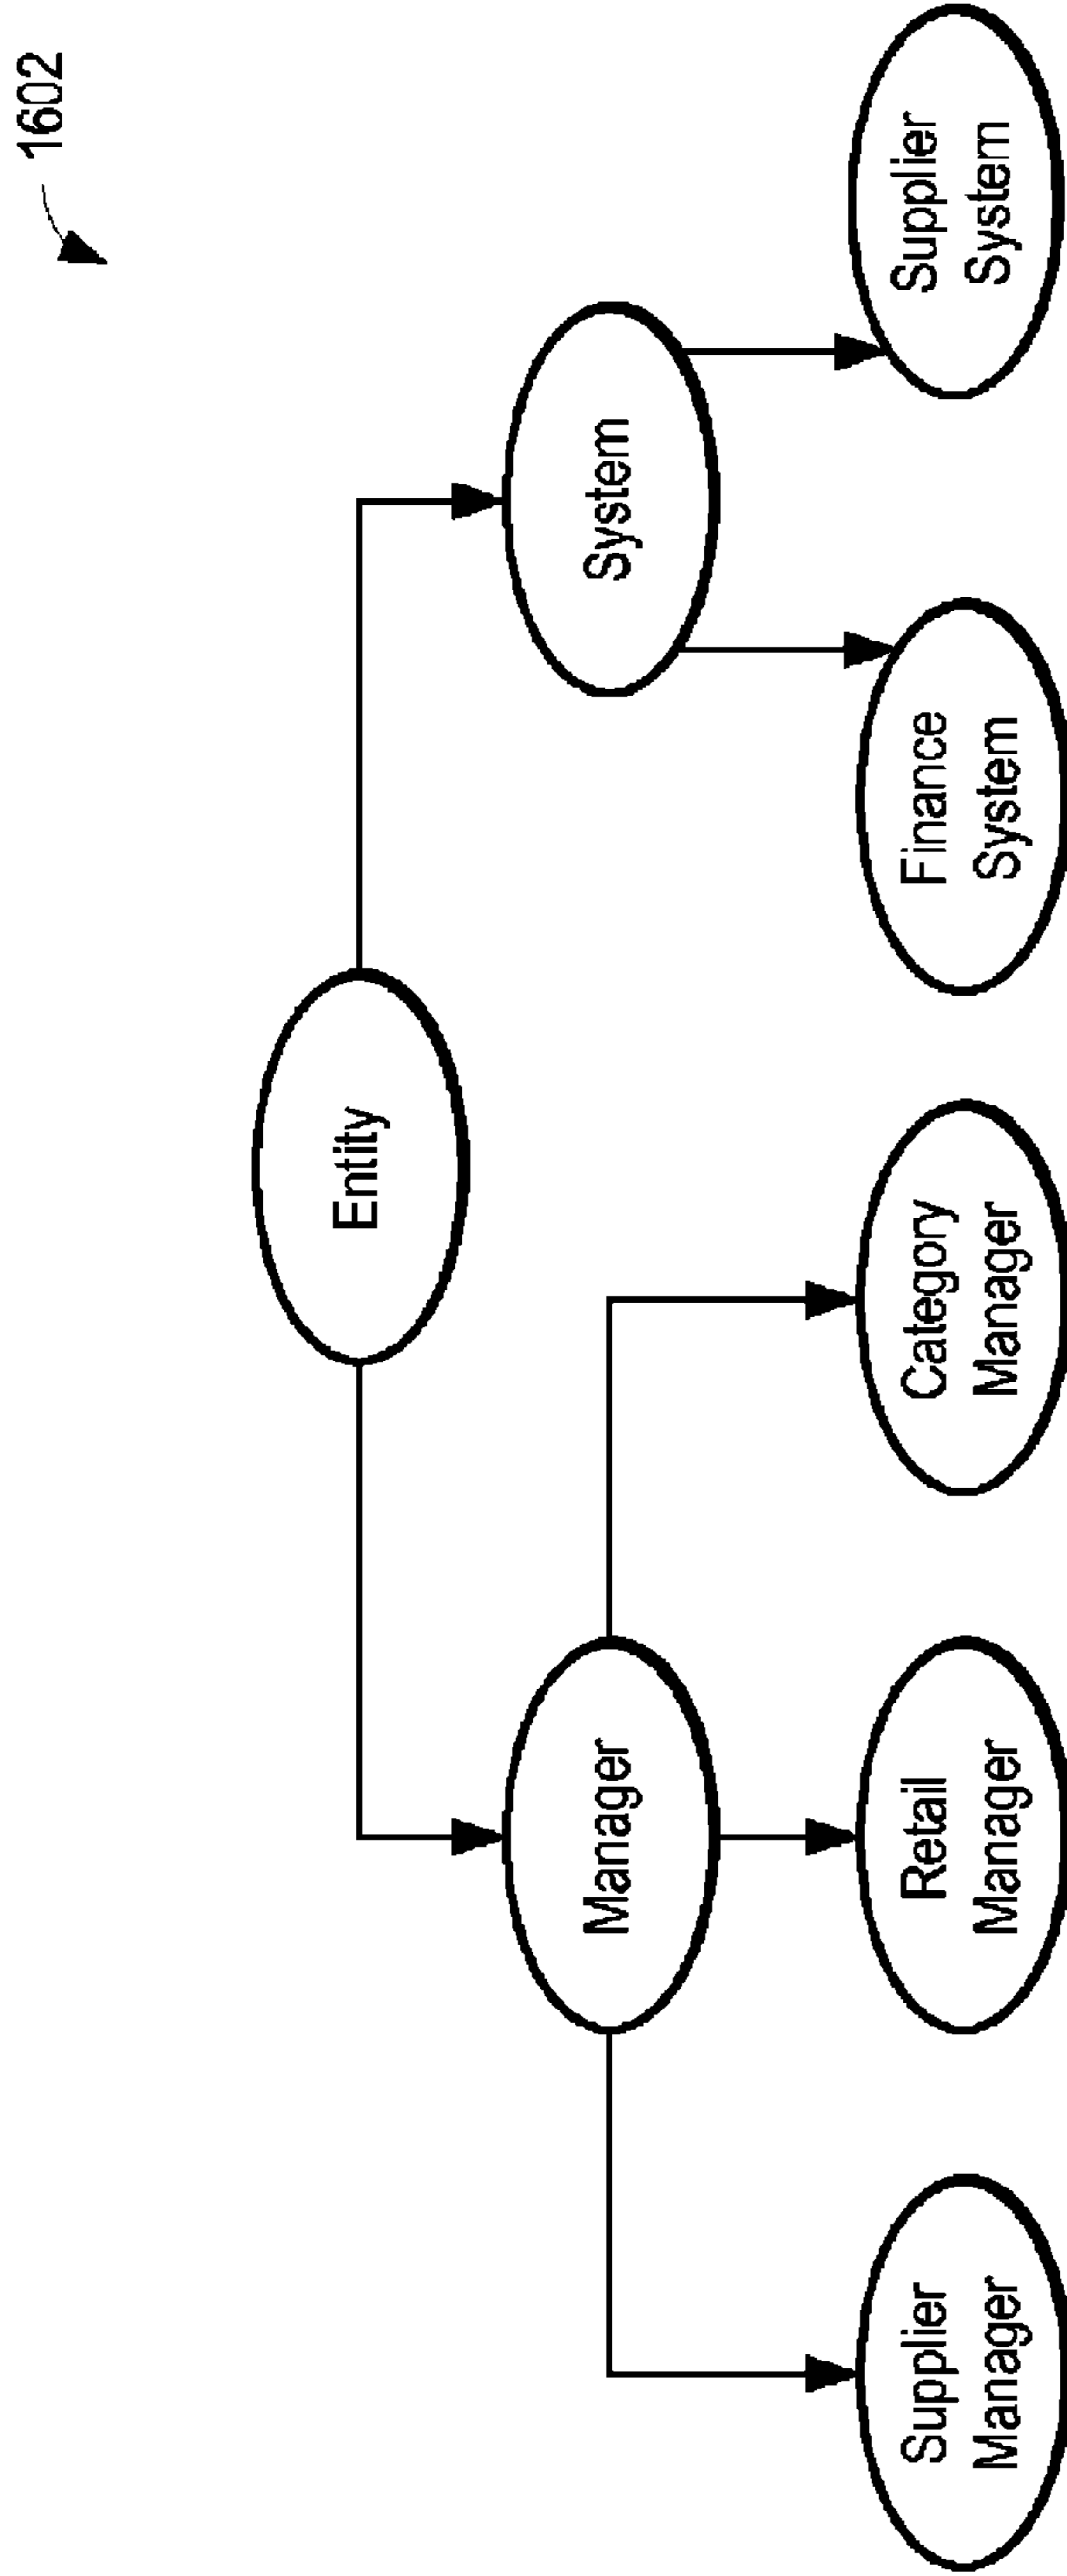 1602
Entity
Manager
System
Supplier
Manager
Retail
Manager
Category
Manager
Finance
System
Supplier
System